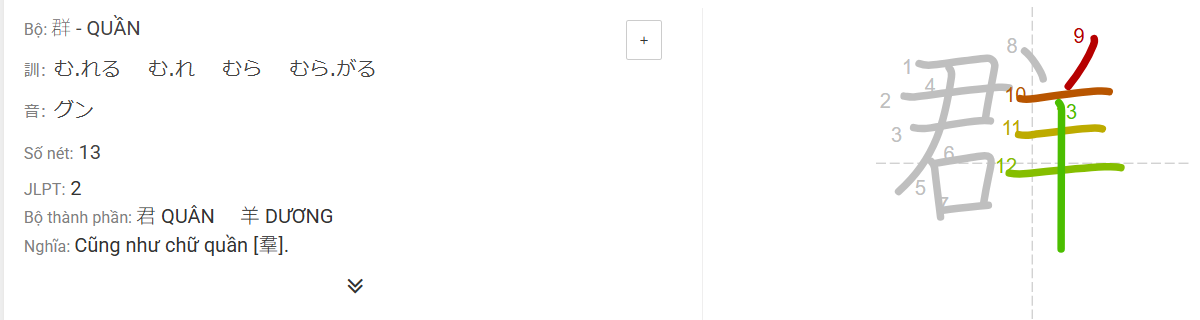 Bộ: 群 - QUẦN
訓: む.れる む.れ むら むら.がる
音: グン
Số nét: 13
JLPT: 2
Bộ thành phần: 君 QUÂN 羊 DƯƠNG
Nghĩa: Cũng như chữ quần [羣].
+
群
1
2
3
4
5
6
7
8
9
10
11
12
3